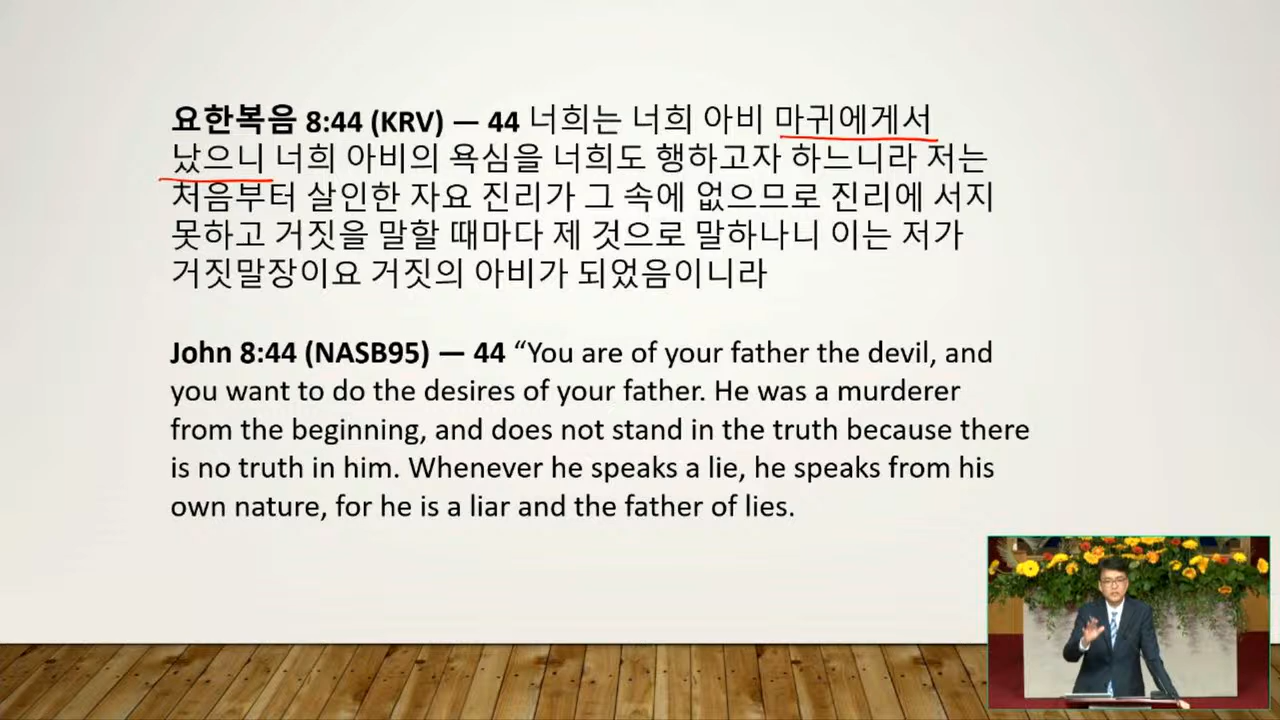 요한복음 8:44 (KRV) — 44 너희는 너희 아비 마귀에게서
났으니 너희 아비의 욕심을 너희도 행하고자 하느니라 저는
처음부터 살인한 자요 진리가 그 속에 없으므로 진리에 서지
못하고 거짓을 말할 때마다 제 것으로 말하나니 이는 저가
거짓말장이요 거짓의 아비가 되었음이니라
John 8:44 (NASB95) — 44 “You are of your father the devil, and
you want to do the desires of your father. He was a murderer
from the beginning, and does not stand in the truth because there
is no truth in him. Whenever he speaks a lie, he speaks from his
own nature, for he is a liar and the father of lies.